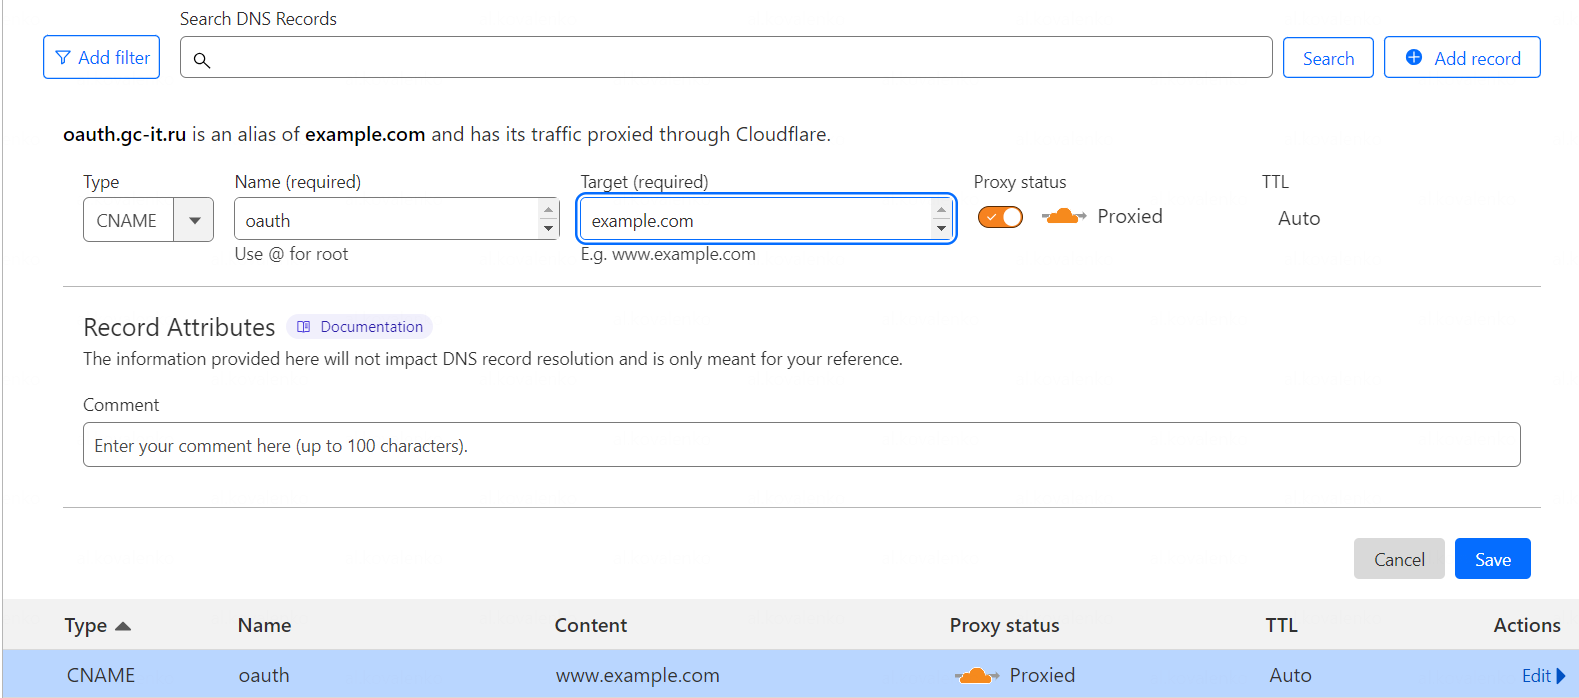 Search DNS Records
Add filter
Search
Add record
oauth.gc-it.ru is an alias of example.com and has its traffic proxied through Cloudflare.
Type Name (required) Target (required) Proxy status TTL
CNAME oauth example.com Proxied Auto
Use @ for root E.g. www.example.com
Record Attributes Documentation
The information provided here will not impact DNS record resolution and is only meant for your reference.
Comment
Enter your comment here (up to 100 characters).
Cancel Save
Type Name Content Proxy status TTL Actions
CNAME oauth www.example.com Proxied Auto Edit